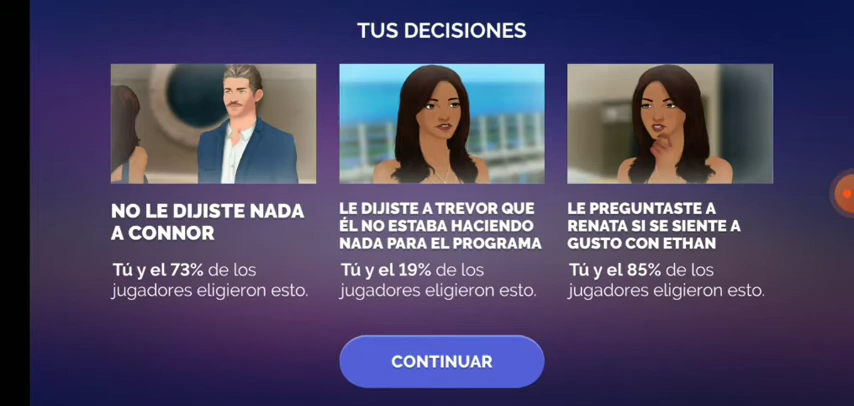 TUS DECISIONES
NO LE DIJISTE NADA
A CONNOR
Tú y el 73% de los
jugadores eligieron esto.
LE DIJISTE A TREVOR QUE
ÉL NO ESTABA HACIENDO
NADA PARA EL PROGRAMA
Tú y el 19% de los
jugadores eligieron esto.
LE PREGUNTASTE A
RENATA SI SE SIENTE A
GUSTO CON ETHAN
Tú y el 85% de los
jugadores eligieron esto.
CONTINUAR